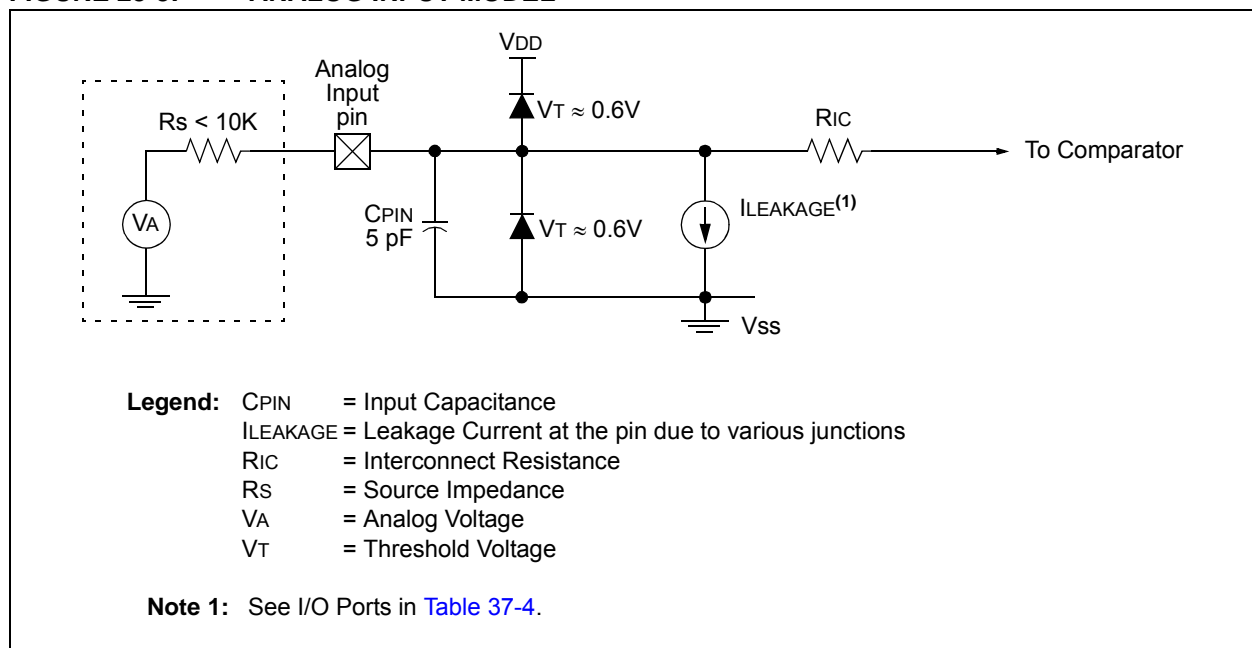 VDD
Analog
Input
pin
VT ≈ 0.6V
RIC
Rs < 10K
To Comparator
VA
CPIN
5 pF
VT ≈ 0.6V
ILEAKAGE(1)
Vss
Legend: CPIN = Input Capacitance
ILEAKAGE = Leakage Current at the pin due to various junctions
RIC = Interconnect Resistance
RS = Source Impedance
VA = Analog Voltage
VT = Threshold Voltage
Note 1: See I/O Ports in Table 37-4.